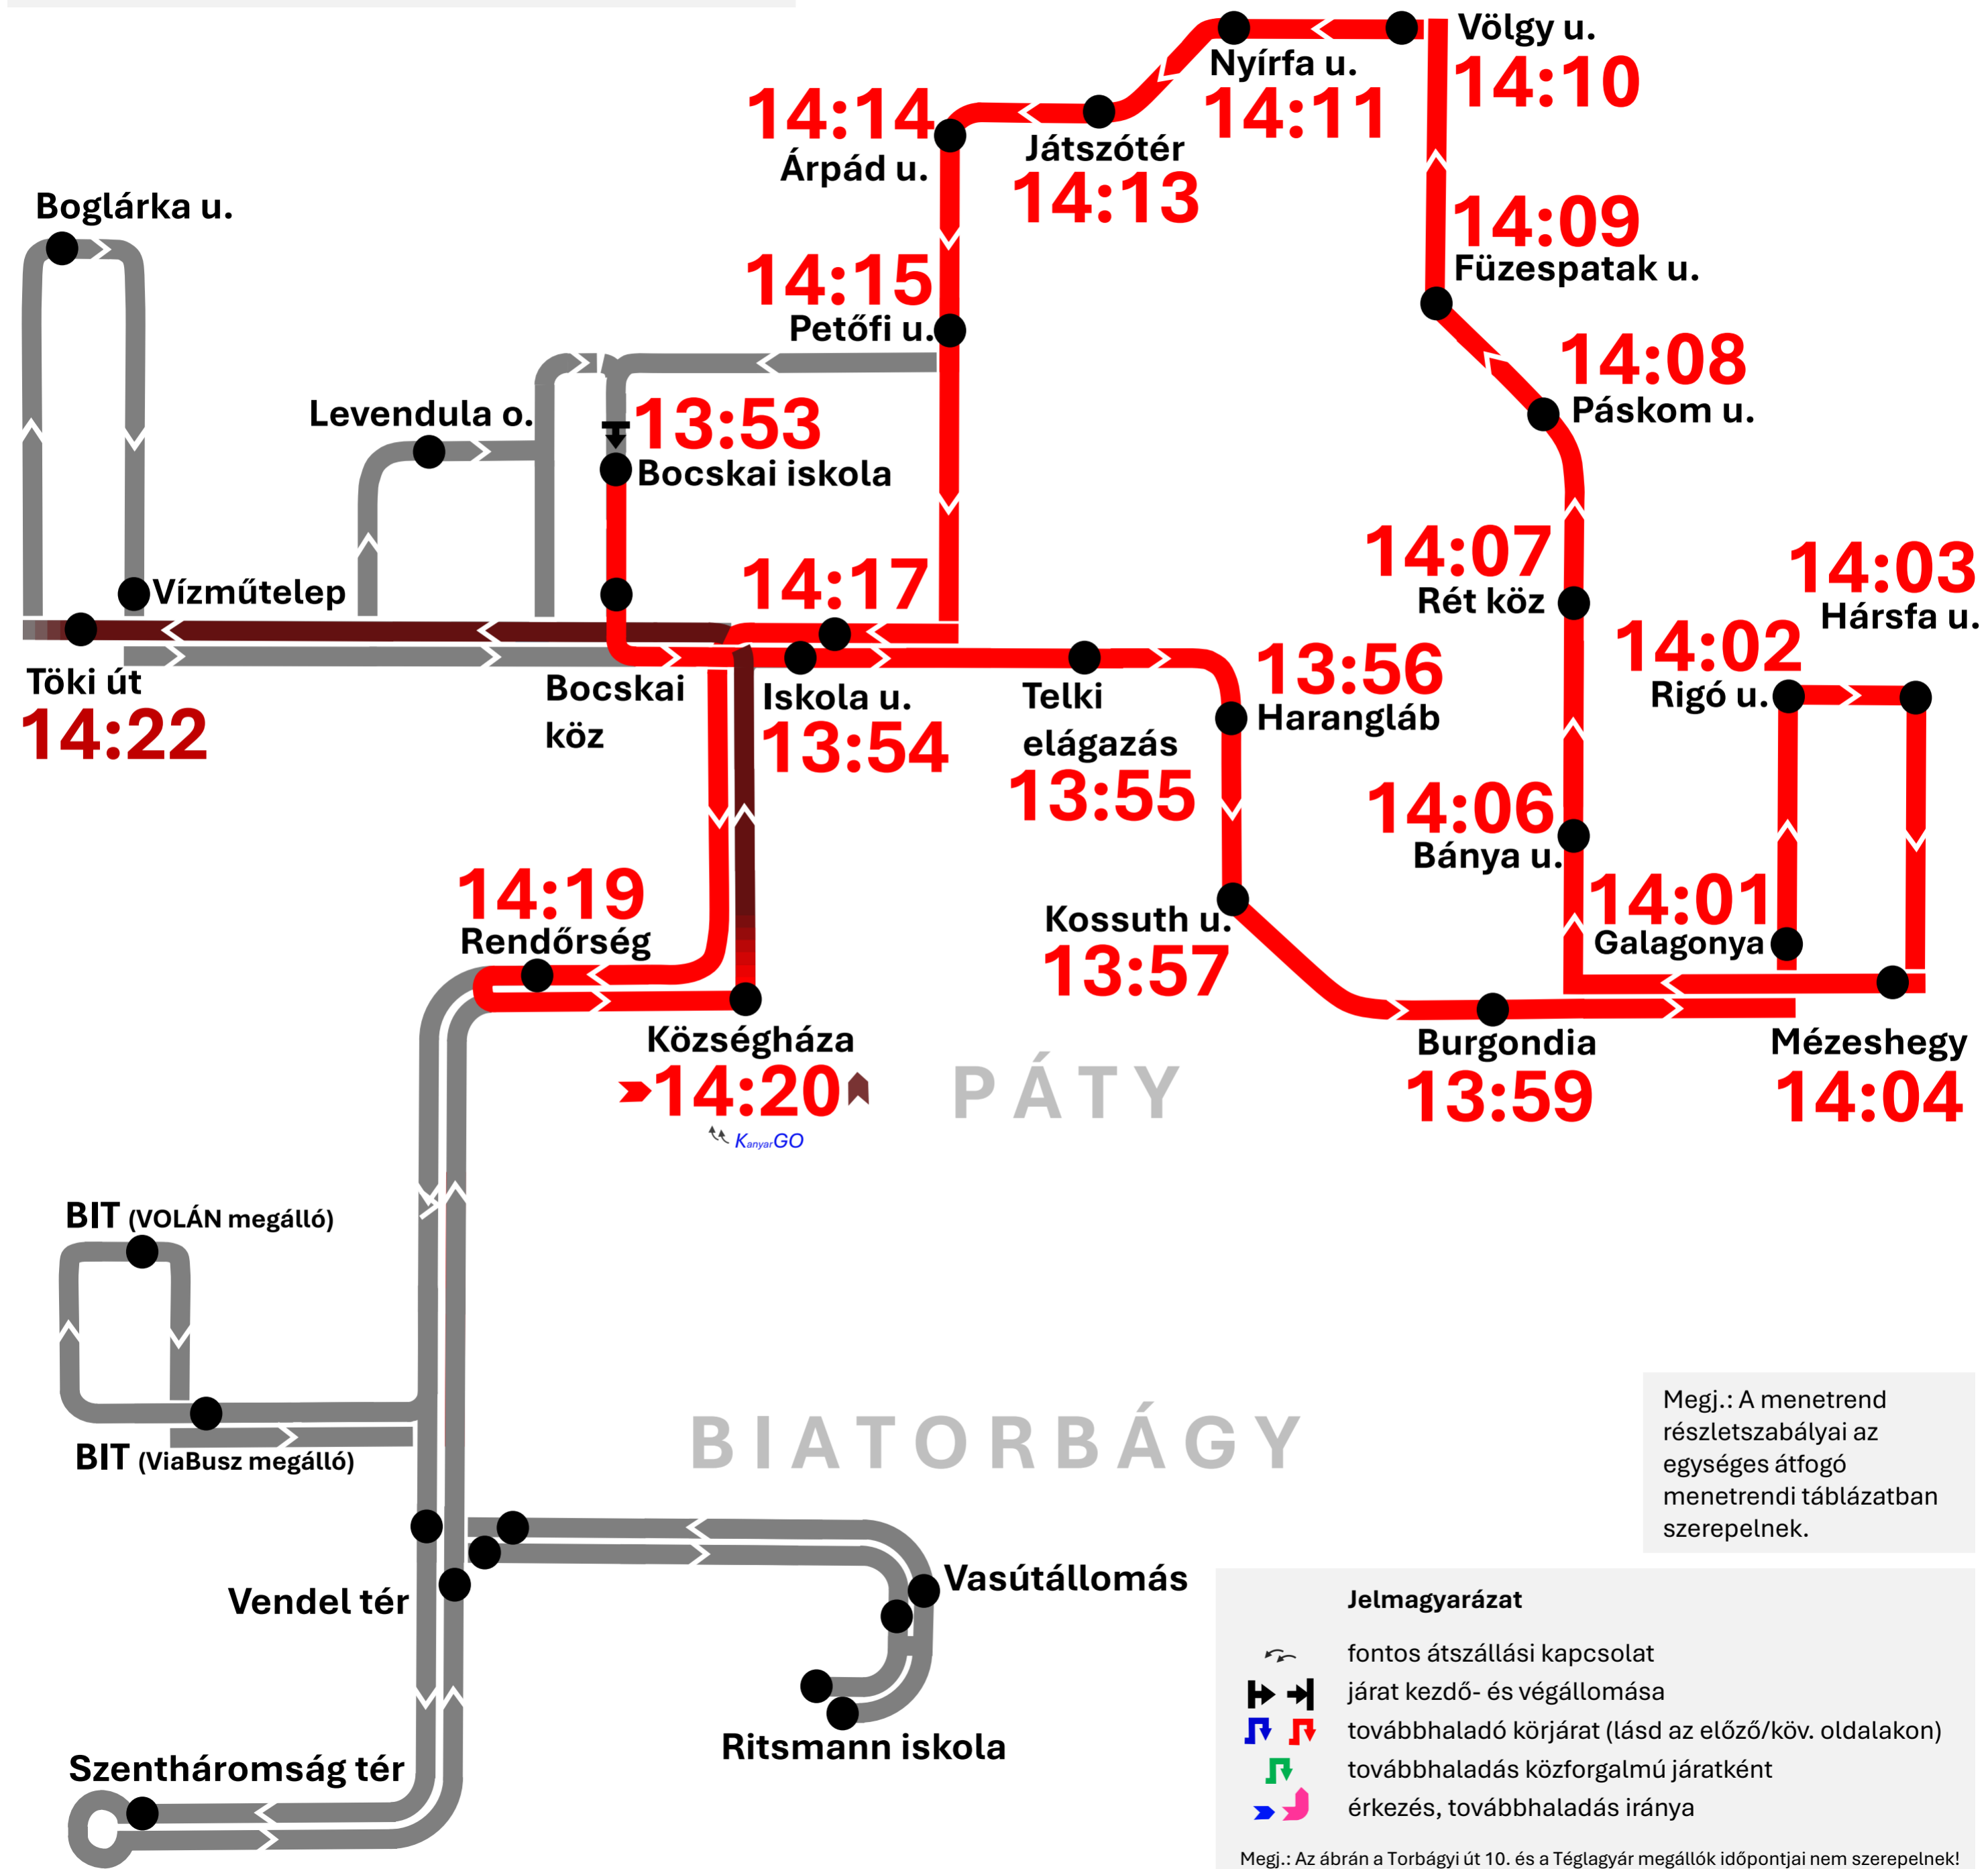 Völgy u.
14:10
Nyírfa u.
14:11
14:14
Árpád u.
Játszótér
14:13
Boglárka u.
14:09
Füzespatak u.
14:15
Petőfi u.
14:08
Páskom u.
Levendula o.
13:53
Bocskai iskola
14:07
Rét köz
14:03
Hársfa u.
14:17
Vízműtelep
14:02
Rigó u.
13:56
Harangláb
Töki út
14:22
Bocskai
köz
Iskola u.
13:54
Telki
elágazás
13:55
14:06
Bánya u.
14:01
Galagonya
14:19
Rendőrség
Kossuth u.
13:57
Községháza
14:20
KanyarGO
PÁTY
Burgondia
13:59
Mézeshegy
14:04
BIT (VOLÁN megálló)
BIT (ViaBusz megálló)
BIATORBÁGY
Megj.: A menetrend
részletszabályai az
egységes átfogó
menetrendi táblázatban
szerepelnek.
Vendel tér
Vasútállomás
Ritsmann iskola
Szentháromság tér
Jelmagyarázat
fontos átszállási kapcsolat
járat kezdő- és végállomása
továbbhaladó körjárat (lásd az előző/köv. oldalakon)
továbbhaladás közforgalmú járatként
érkezés, továbbhaladás iránya
Megj.: Az ábrán a Torbágyi út 10. és a Téglagyár megállók időpontjai nem szerepelnek!